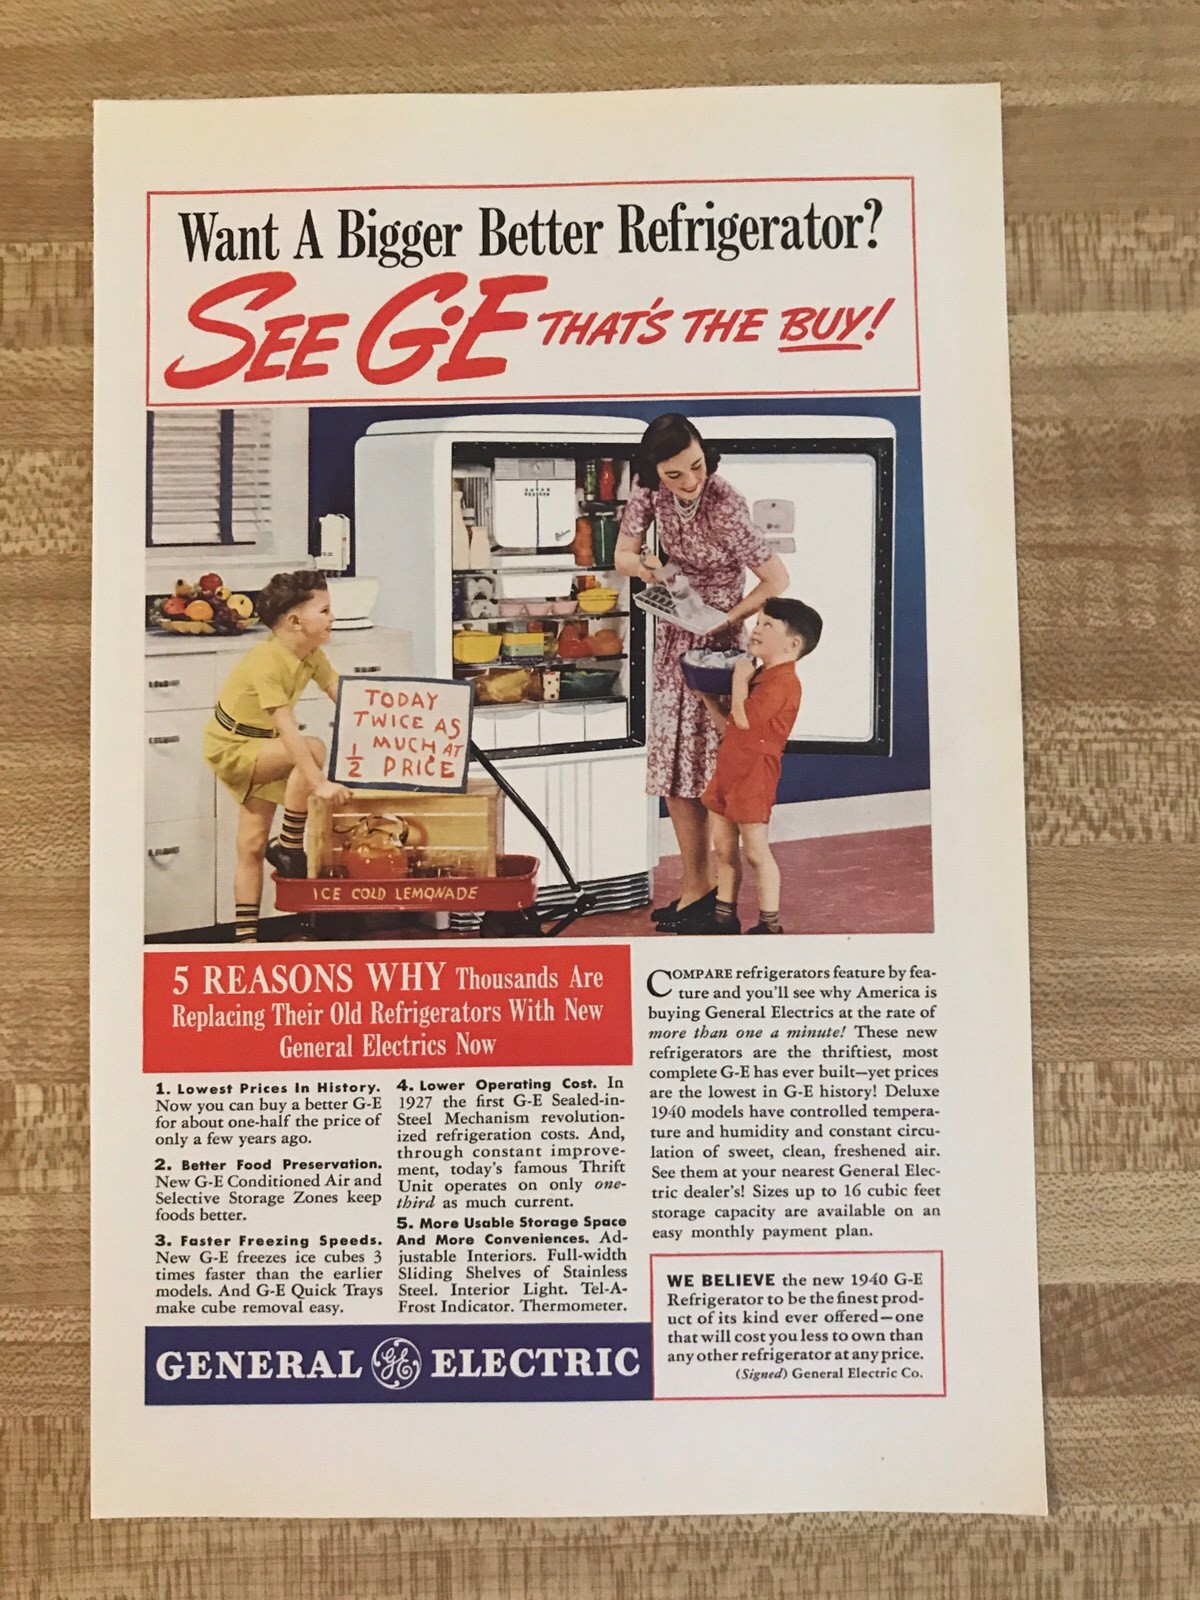 Want A Bigger Better Refrigerator?
SEE G-E THAT'S THE BUY!
TODAY
TWICE AS
MUCH AT
1/2 PRICE
ICE COLD LEMONADE
5 REASONS WHY Thousands Are
Replacing Their Old Refrigerators With New
General Electrics Now
1. Lowest Prices In History.
Now you can buy a better G-E
for about one-half the price of
only a few years ago.
2. Better Food Preservation.
New G-E Conditioned Air and
Selective Storage Zones keep
foods better.
3. Faster Freezing Speeds.
New G-E freezes ice cubes 3
times faster than the earlier
models. And G-E Quick Trays
make cube removal easy.
4. Lower Operating Cost. In
1927 the first G-E Sealed-in-
Steel Mechanism revolution-
ized refrigeration costs. And,
through constant improve-
ment, today's famous Thrift
Unit operates on only one-
third as much current.
5. More Usable Storage Space
And More Conveniences. Ad-
justable Interiors. Full-width
Sliding Shelves of Stainless
Steel. Interior Light. Tel-A-
Frost Indicator. Thermometer.
COMPARE refrigerators feature by fea-
ture and you'll see why America is
buying General Electrics at the rate of
more than one a minute! These new
refrigerators are the thriftiest, most
complete G-E has ever built—yet prices
are the lowest in G-E history! Deluxe
1940 models have controlled tempera-
ture and humidity and constant circu-
lation of sweet, clean, freshened air.
See them at your nearest General Elec-
tric dealer's! Sizes up to 16 cubic feet
storage capacity are available on an
easy monthly payment plan.
WE BELIEVE the new 1940 G-E
Refrigerator to be the finest prod-
uct of its kind ever offered—one
that will cost you less to own than
any other refrigerator at any price.
(Signed) General Electric Co.
GENERAL GE ELECTRIC